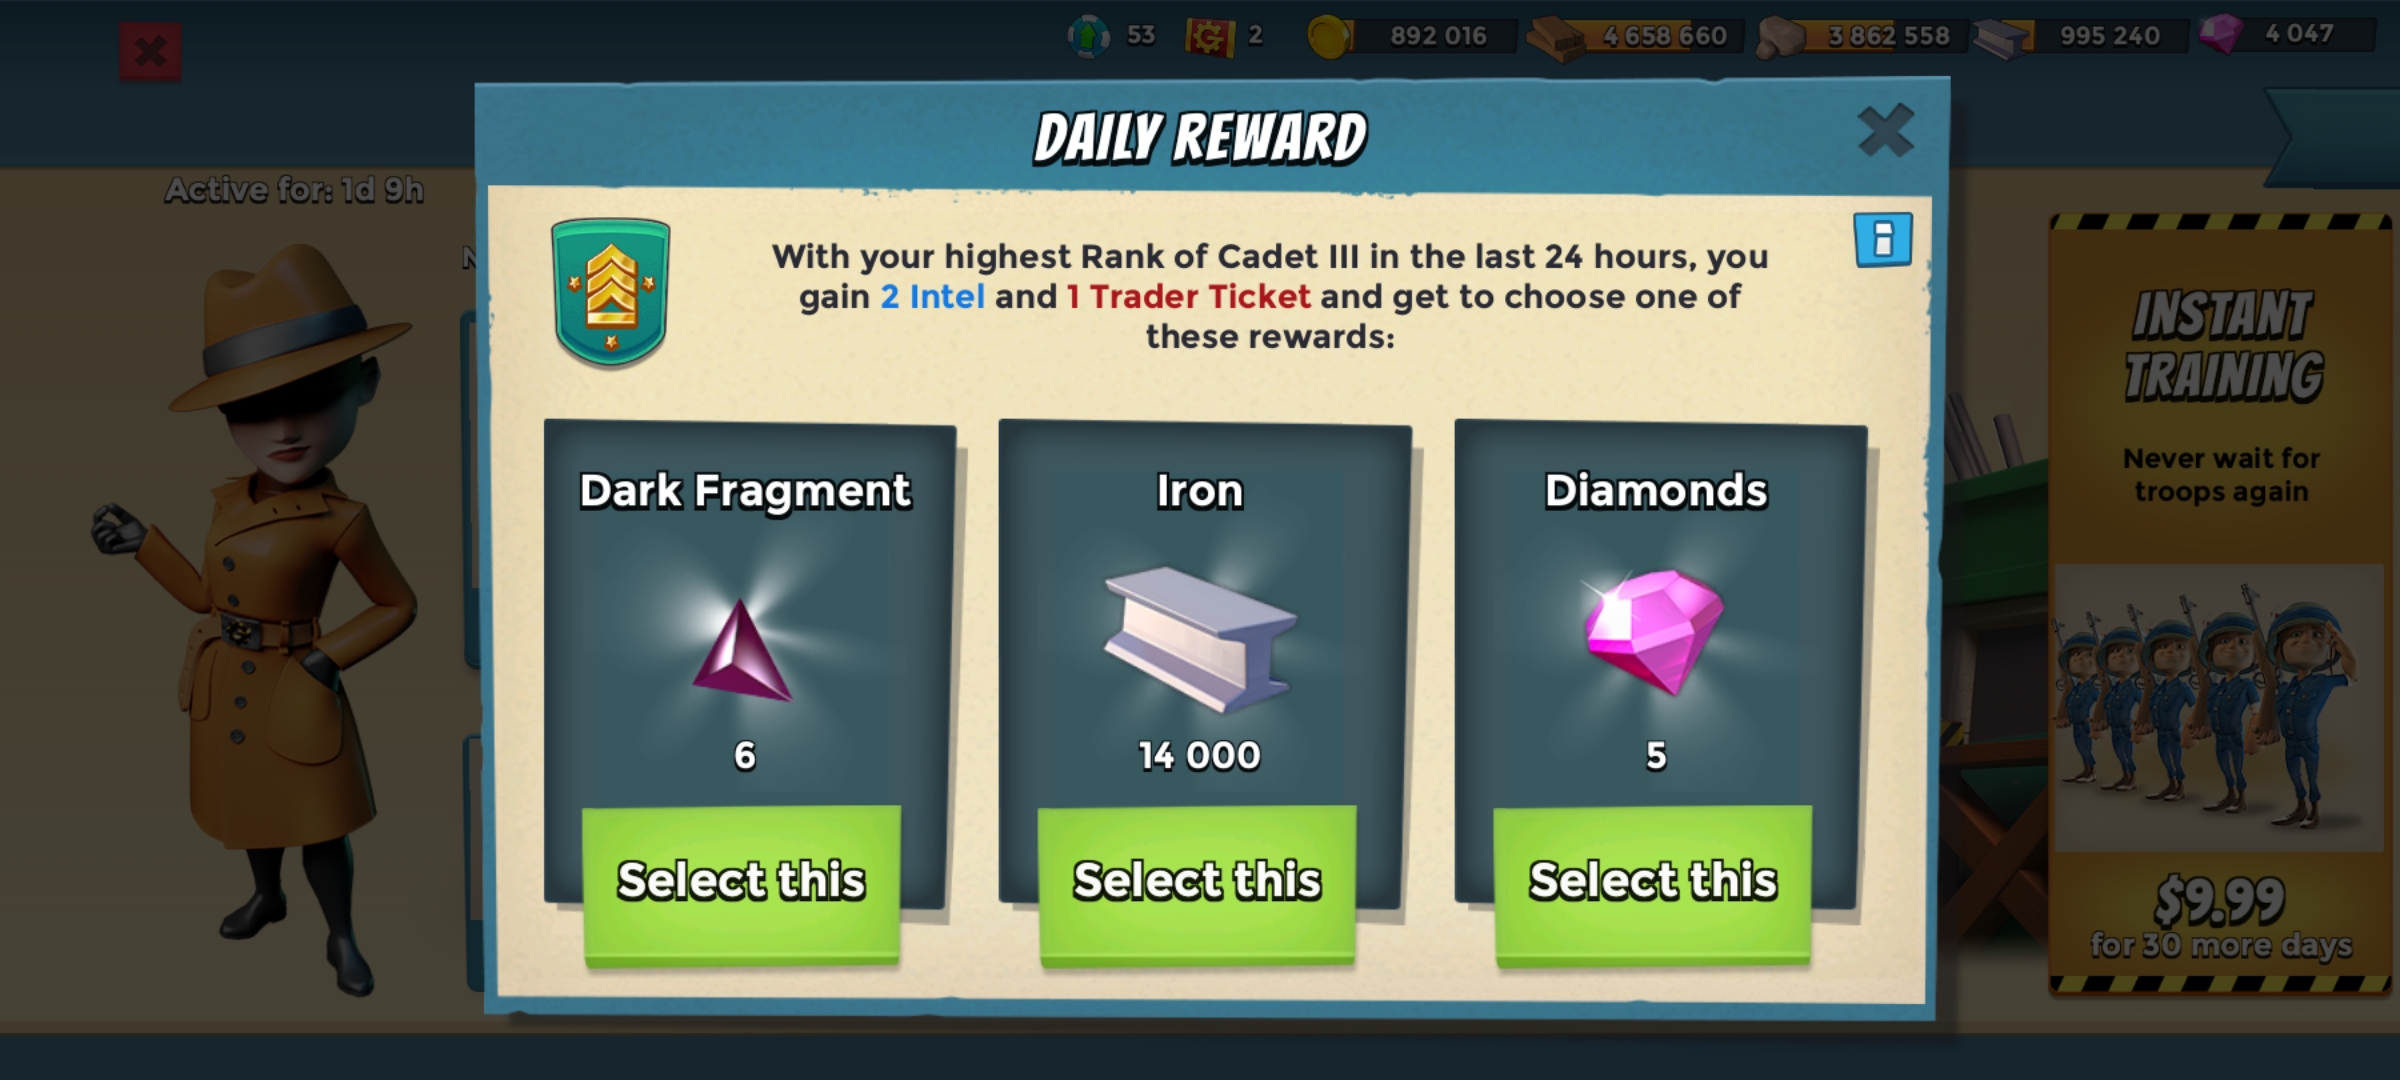 53
2
892 016
4 658 660
3 862 558
995 240
4 047
DAILY REWARD
Active for: 1d 9h
With your highest Rank of Cadet III in the last 24 hours, you
gain 2 Intel and 1 Trader Ticket and get to choose one of
these rewards:
Dark Fragment
6
Select this
Iron
14 000
Select this
Diamonds
5
Select this
INSTANT
TRAINING
Never wait for
troops again
$9.99
for 30 more days